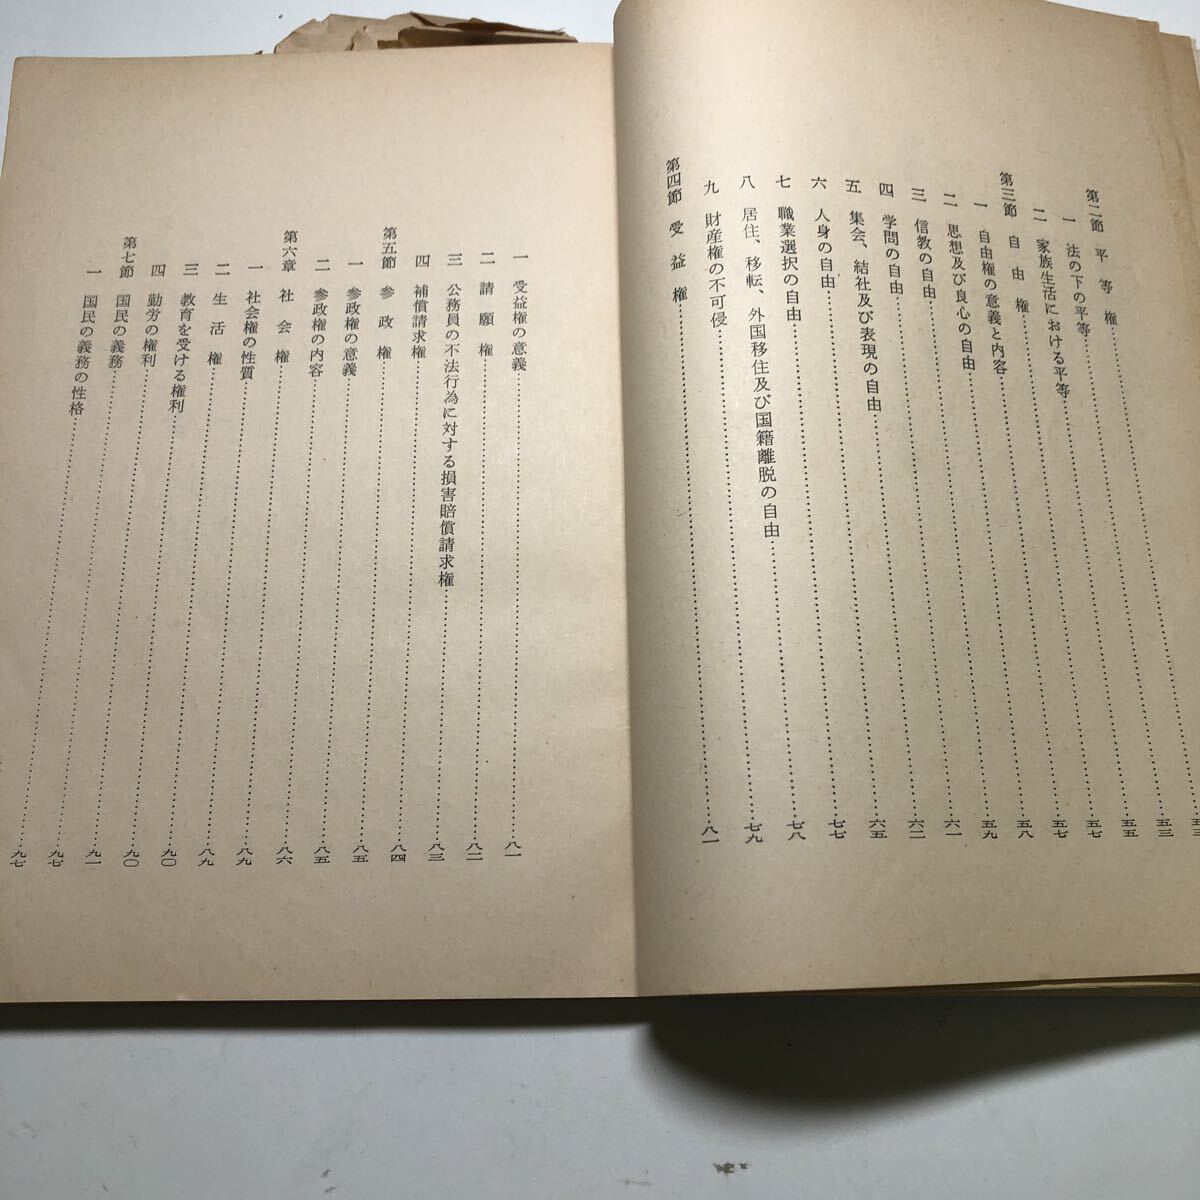 第二節 平等権……五三
一 法の下の平等……五三
二 家族生活における平等……五五
第三節 自由権……五七
一 自由権の意義と内容……五七
二 思想及び良心の自由……五八
三 信教の自由……五九
四 学問の自由……六一
五 集会、結社及び表現の自由……六二
六 人身の自由……六五
七 職業選択の自由……七七
八 居住、移転、外国移住及び国籍離脱の自由……七八
九 財産権の不可侵……七九
第四節 受益権……八一
一 受益権の意義……八一
二 請願権……八二
三 公務員の不法行為に対する損害賠償請求権……八三
四 補償請求権……八四
第五節 参政権……八五
一 参政権の意義……八五
二 参政権の内容……八六
第六章 社会権……八九
一 社会権の性質……八九
二 生活権……九〇
三 教育を受ける権利……九〇
四 勤労の権利……九一
第七節 国民の義務……九七
一 国民の義務の性格……九七